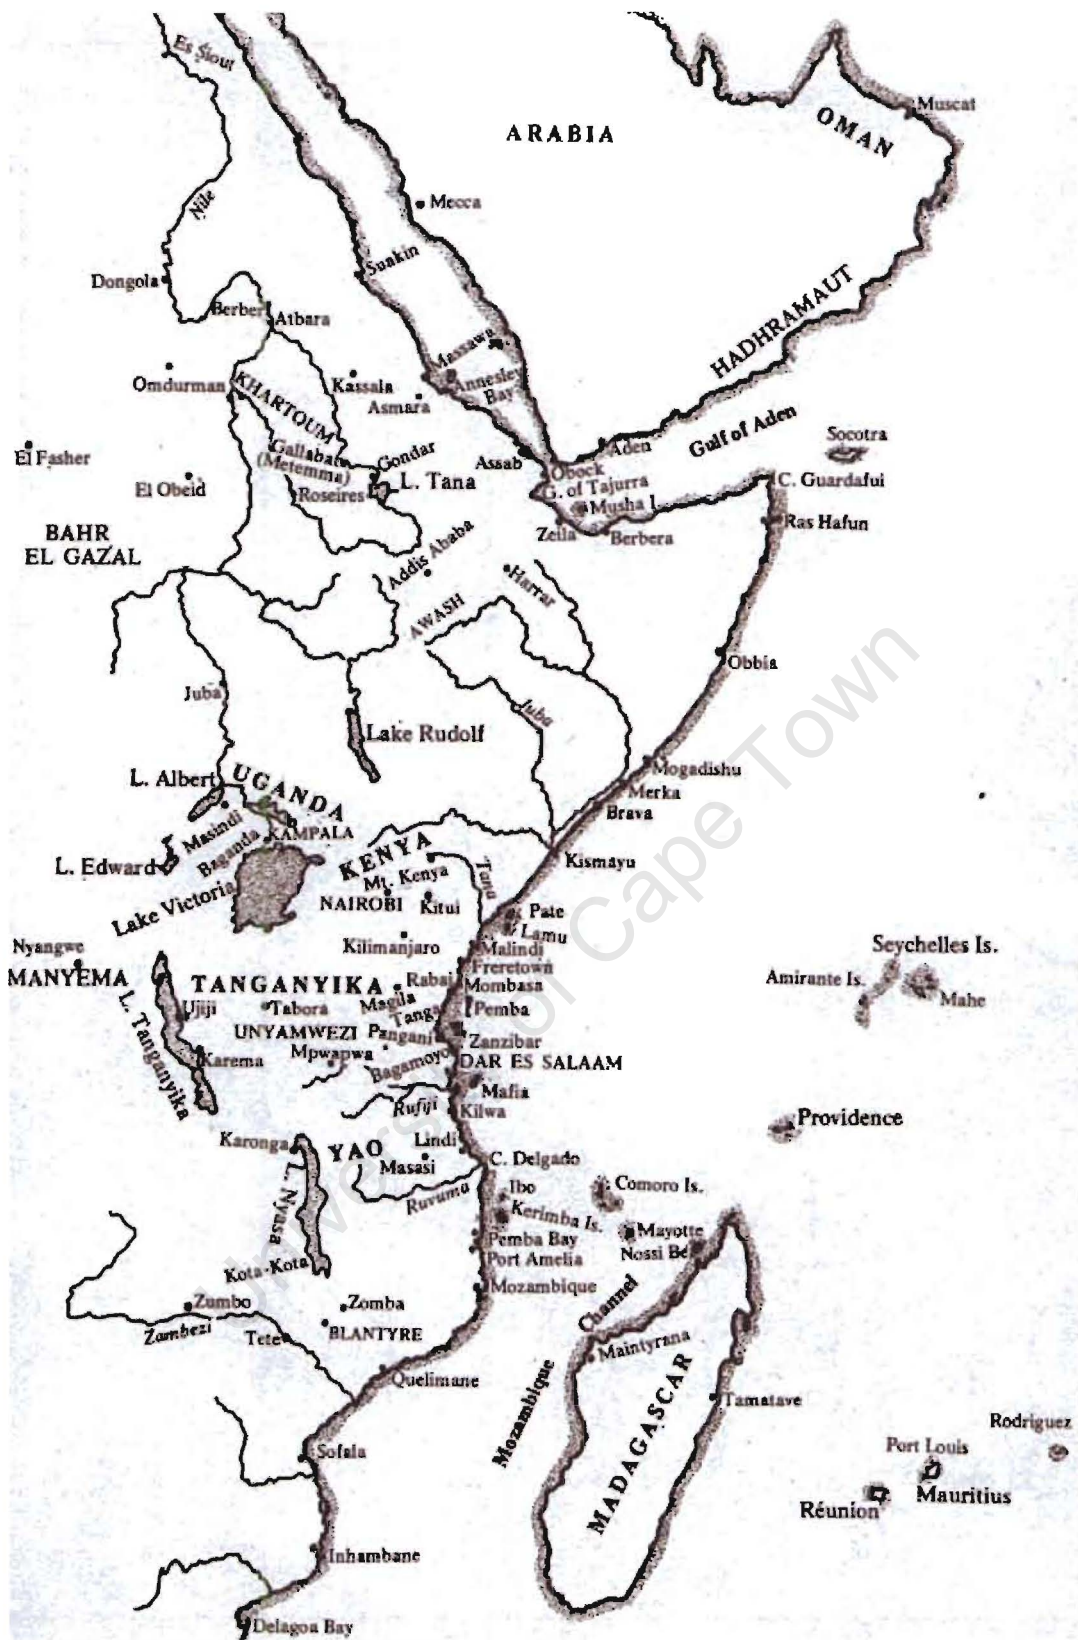 Es Siout
ARABIA
OMAN
Muscat
Nile
Mecca
Suakin
Dongola
Berber
Atbara
HADHRAMAUT
Massawa
Annesley
Bay
Omdurman
KHARTOUM
Kassala
Asmara
Gulf of Aden
Socotra
El Fasher
Gallabat
(Metemma)
Gondar
Assab
Aden
Obock
El Obeid
Roseires
L. Tana
G. of Tajurra
Musha I.
C. Guardafui
BAHR
EL GAZAL
Addis Ababa
Zeila
Berbera
Ras Hafun
Harrar
AWASH
Obbia
Juba
Juba
Lake Rudolf
L. Albert
UGANDA
Mogadishu
Merka
Brava
Masindi
Baganda
KAMPALA
L. Edward
KENYA
Kismayu
Mt. Kenya
Tana
Lake Victoria
NAIROBI
Kitui
Pate
Lamu
Nyangwe
Kilimanjaro
Malindi
Seychelles Is.
MANYEMA
Freretown
TANGANYIKA
Rabai
Mombasa
Amirante Is.
Mahe
L. Tanganyika
Ujiji
Tabora
Magila
Tanga
Pemba
UNYAMWEZI
Pangani
Zanzibar
Karema
Mpwapwa
Bagamoyo
DAR ES SALAAM
Mafia
Rufiji
Kilwa
Providence
Karonga
YAO
Lindi
Masasi
C. Delgado
L. Nyasa
Ruvuma
Ibo
Comoro Is.
Kerimba Is.
Mayotte
Pemba Bay
Nossi Be
Kota-Kota
Port Amelia
Zumbo
Zomba
Mozambique
Zambezi
Tete
BLANTYRE
Mozambique Channel
Maintyrana
Quelimane
MADAGASCAR
Tamatave
Rodriguez
Sofala
Port Louis
Réunion
Mauritius
Inhambane
Delagoa Bay
University of Cape Town